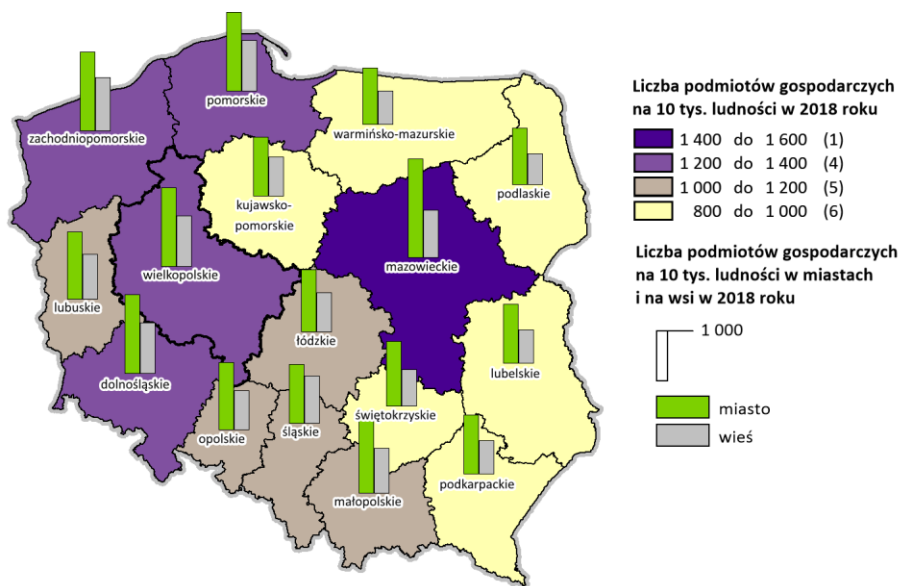 pomorskie
zachodniopomorskie
warmińsko-mazurskie
podlaskie
kujawsko-
pomorskie
mazowieckie
wielkopolskie
lubuskie
łódzkie
lubelskie
dolnośląskie
świętokrzyskie
opolskie
śląskie
podkarpackie
małopolskie
Liczba podmiotów gospodarczych
na 10 tys. ludności w 2018 roku
1 400 do 1 600 (1)
1 200 do 1 400 (4)
1 000 do 1 200 (5)
800 do 1 000 (6)
Liczba podmiotów gospodarczych
na 10 tys. ludności w miastach
i na wsi w 2018 roku
1 000
miasto
wieś